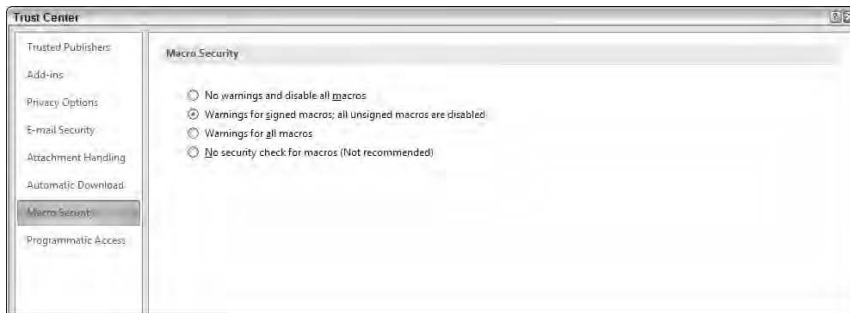 Trust Center
Trusted Publishers
Add-ins
Privacy Options
E-mail Security
Attachment Handling
Automatic Download
Macro Security
Programmatic Access
Macro Security
No warnings and disable all macros
Warnings for signed macros; all unsigned macros are disabled
Warnings for all macros
No security check for macros (Not recommended)